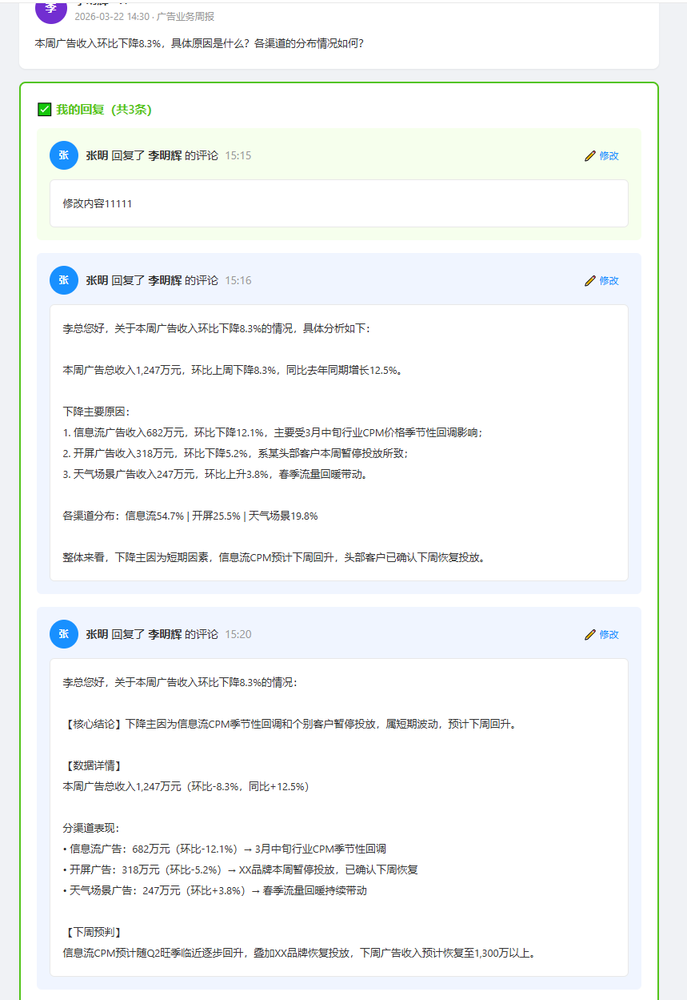 李
2026-03-22 14:30 · 广告业务周报
本周广告收入环比下降8.3%，具体原因是什么？各渠道的分布情况如何？
✅ 我的回复（共3条）
张 张明 回复了 李明辉 的评论 15:15 修改
修改内容11111
张 张明 回复了 李明辉 的评论 15:16 修改
李总您好，关于本周广告收入环比下降8.3%的情况，具体分析如下：
本周广告总收入1,247万元，环比上周下降8.3%，同比去年同期增长12.5%。
下降主要原因：
1. 信息流广告收入682万元，环比下降12.1%，主要受3月中旬行业CPM价格季节性回调影响；
2. 开屏广告收入318万元，环比下降5.2%，系某头部客户本周暂停投放所致；
3. 天气场景广告收入247万元，环比上升3.8%，春季流量回暖带动。
各渠道分布：信息流54.7% | 开屏25.5% | 天气场景19.8%
整体来看，下降主因为短期因素，信息流CPM预计下周回升，头部客户已确认下周恢复投放。
张 张明 回复了 李明辉 的评论 15:20 修改
李总您好，关于本周广告收入环比下降8.3%的情况：
【核心结论】下降主因为信息流CPM季节性回调和个别客户暂停投放，属短期波动，预计下周回升。
【数据详情】
本周广告总收入1,247万元（环比-8.3%，同比+12.5%）
分渠道表现：
• 信息流广告：682万元（环比-12.1%）→ 3月中旬行业CPM季节性回调
• 开屏广告：318万元（环比-5.2%）→ XX品牌本周暂停投放，已确认下周恢复
• 天气场景广告：247万元（环比+3.8%）→ 春季流量回暖持续带动
【下周预判】
信息流CPM预计随Q2旺季临近逐步回升，叠加XX品牌恢复投放，下周广告收入预计恢复至1,300万以上。